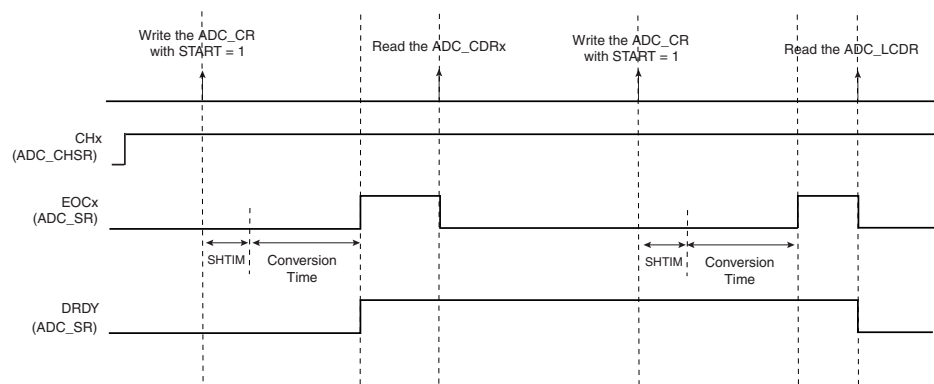 Write the ADC_CR
with START = 1
Read the ADC_CDRx
Write the ADC_CR
with START = 1
Read the ADC_LCDR
CHx
(ADC_CHSR)
EOCx
(ADC_SR)
SHTIM
Conversion
Time
SHTIM
Conversion
Time
DRDY
(ADC_SR)